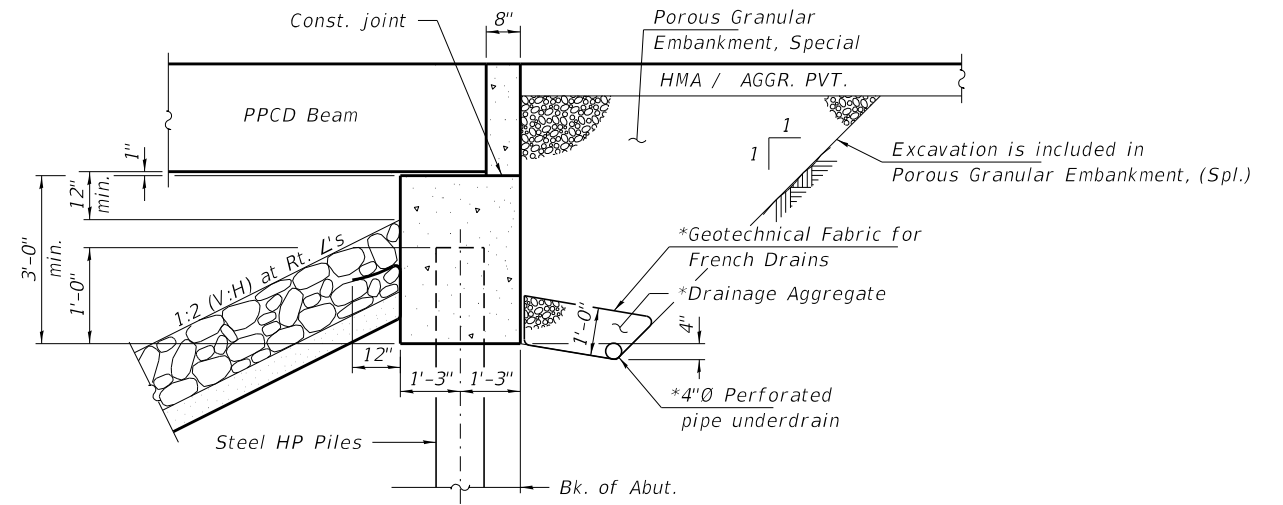 Const. joint
8"
Porous Granular
Embankment, Special
HMA / AGGR. PVT.
PPCD Beam
1
1
Excavation is included in
Porous Granular Embankment, (Spl.)
1"
12"
min.
3'-0"
min.
1'-0"
1:2 (V:H) at Rt. ∠'s
*Geotechnical Fabric for
French Drains
*Drainage Aggregate
1'-0"
4"
12"
1'-3"
1'-3"
*4"Ø Perforated
pipe underdrain
Steel HP Piles
Bk. of Abut.